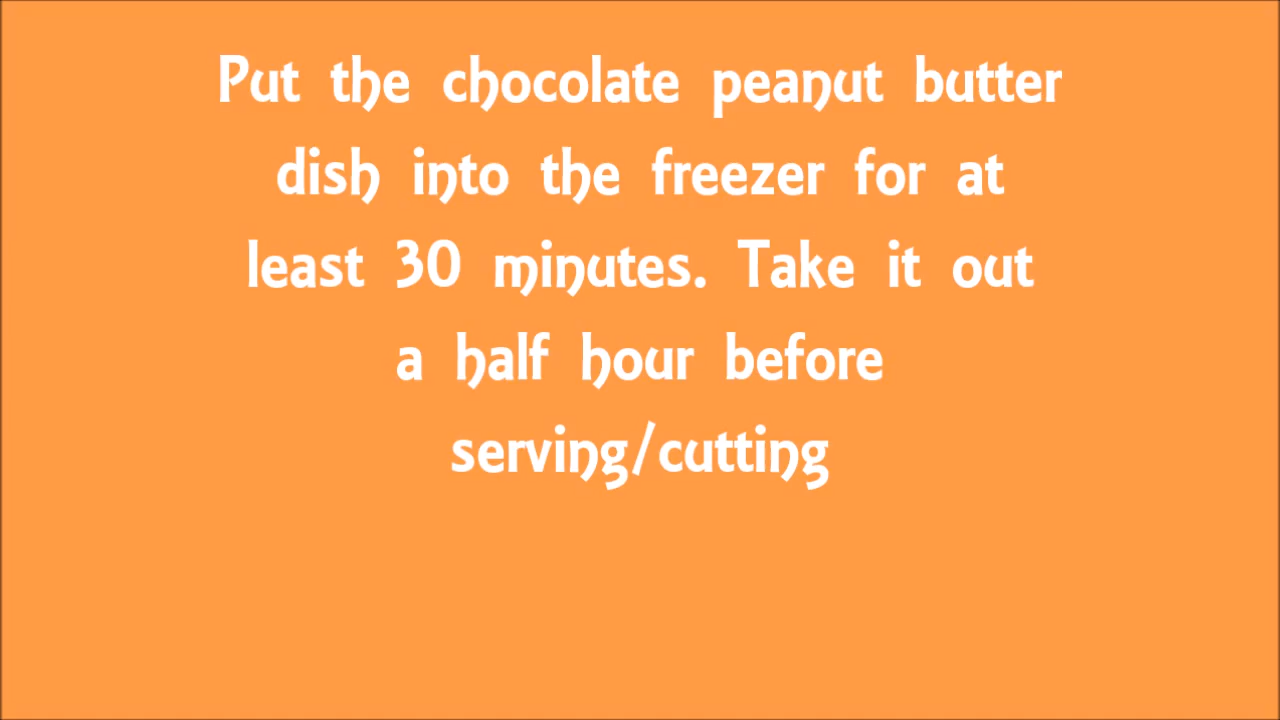 Put the chocolate peanut butter
dish into the freezer for at
least 30 minutes. Take it out
a half hour before
serving/cutting